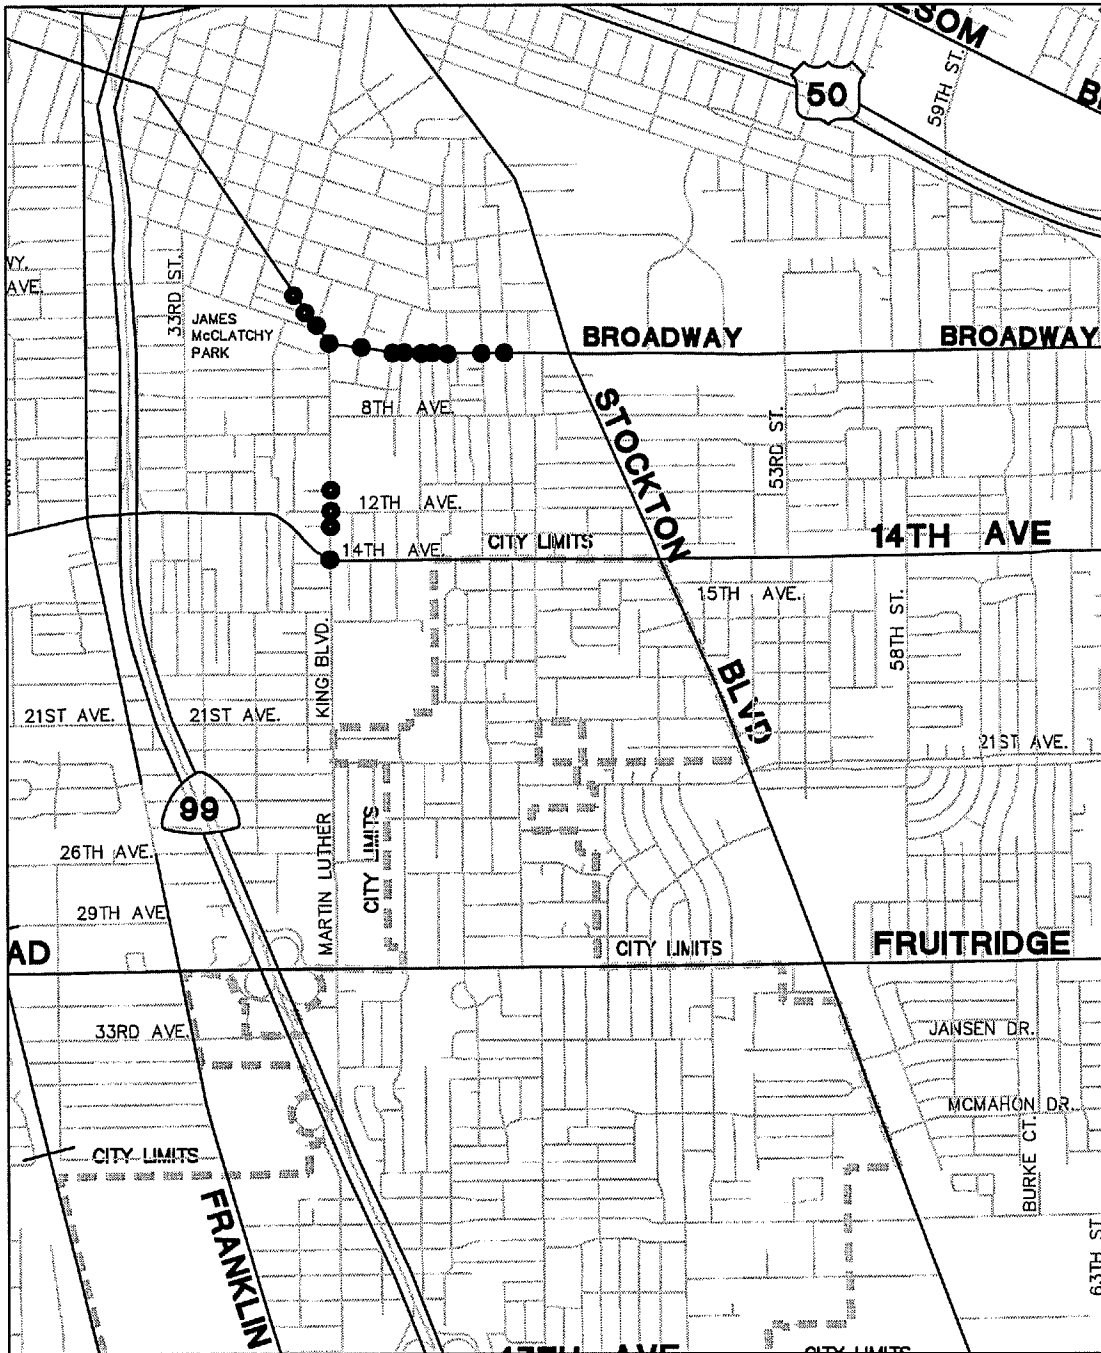 50
59TH ST.
AVE.
33RD ST.
JAMES
McCLATCHY
PARK
BROADWAY
BROADWAY
8TH AVE.
STOCKTON
53RD ST.
12TH AVE.
14TH AVE.
CITY LIMITS
14TH AVE
15TH AVE.
58TH ST.
KING BLVD.
BLVD
21ST AVE.
21ST AVE.
21ST AVE.
99
MARTIN LUTHER
CITY LIMITS
26TH AVE.
29TH AVE
AD
CITY LIMITS
FRUITRIDGE
33RD AVE.
JANSEN DR.
MCMAHON DR.
BURKE CT.
CITY LIMITS
FRANKLIN
63TH ST
CITY LIMITS